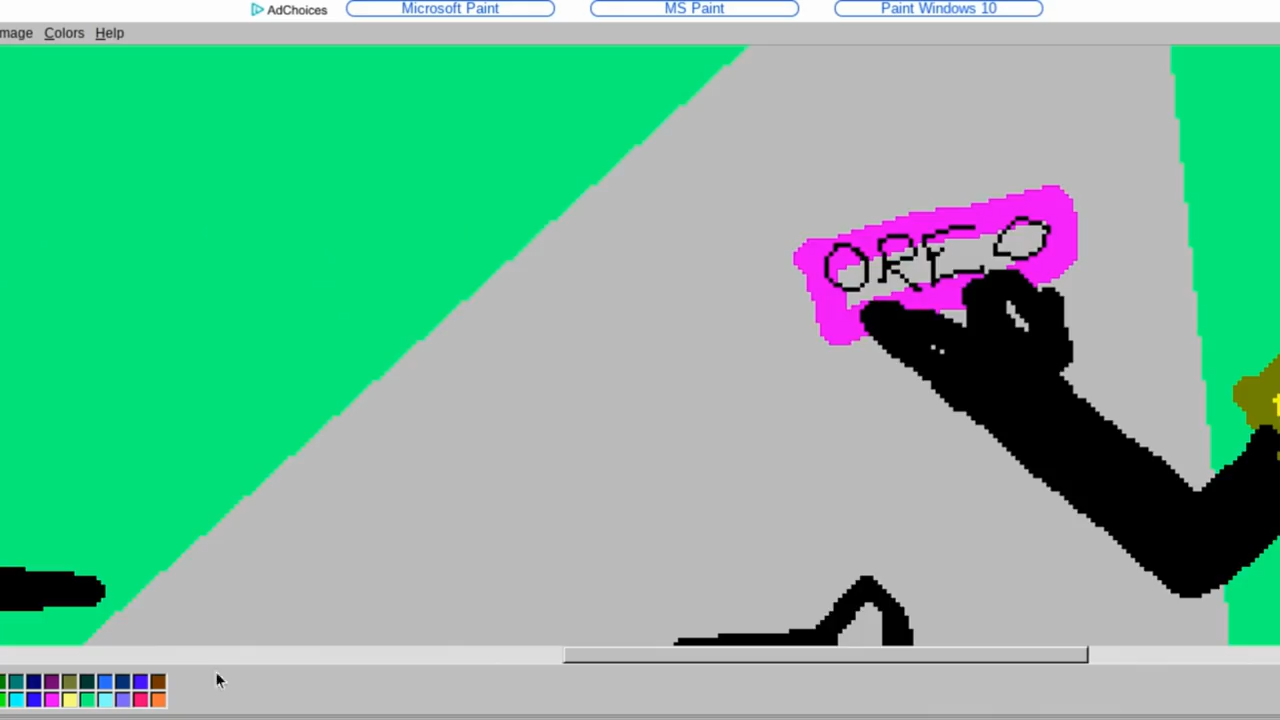 AdChoices
Microsoft Paint
MS Paint
Paint Windows 10
mage
Colors
Help
OREO